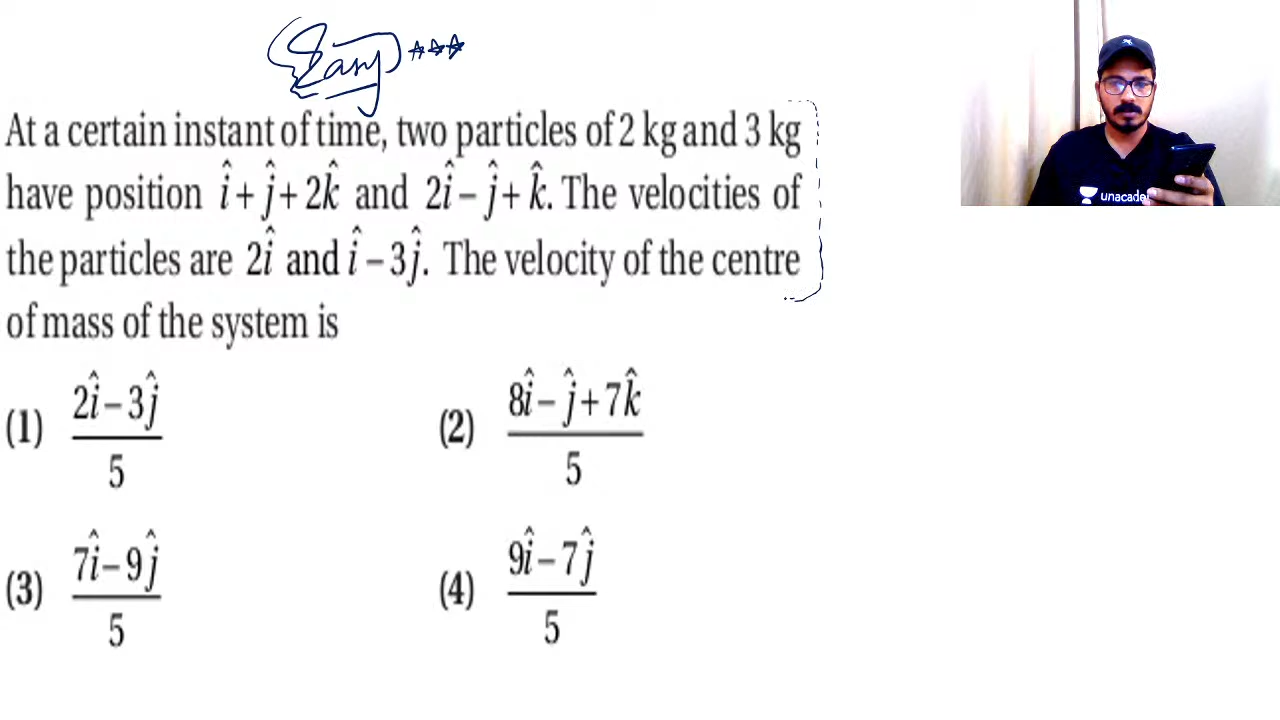 Easy ☆☆☆
At a certain instant of time, two particles of 2 kg and 3 kg
have position î + ĵ + 2k̂ and 2î − ĵ + k̂. The velocities of
the particles are 2î and î − 3ĵ. The velocity of the centre
of mass of the system is
(1) (2î − 3ĵ)/5 (2) (8î − ĵ + 7k̂)/5
(3) (7î − 9ĵ)/5 (4) (9î − 7ĵ)/5
unacade